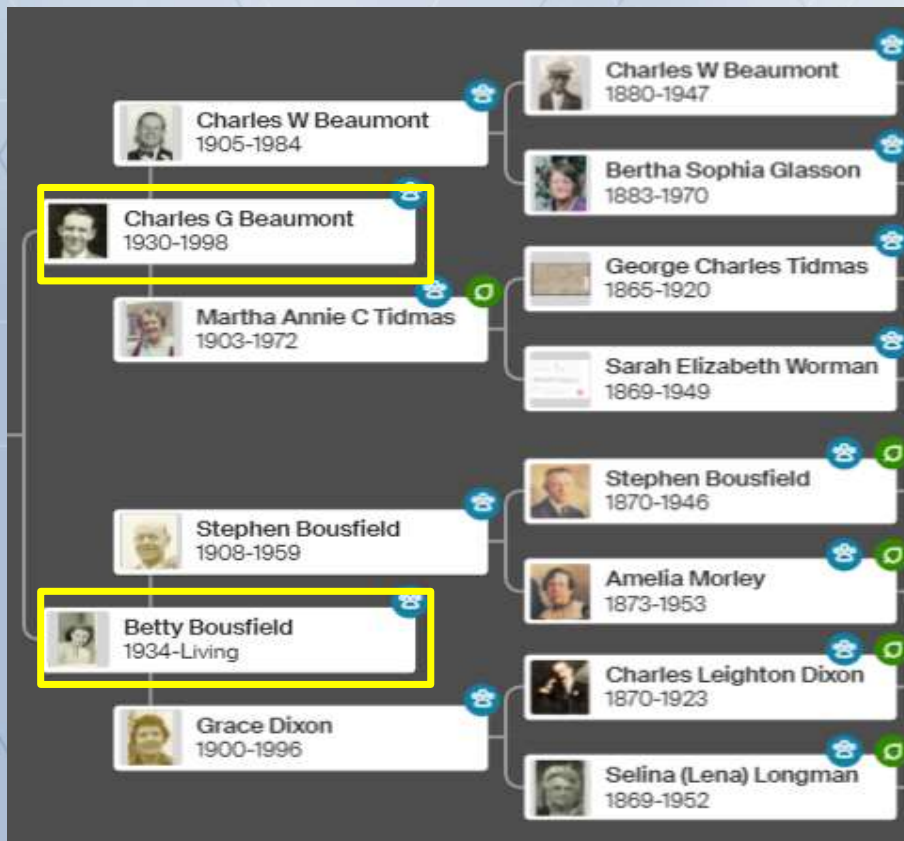 Charles W Beaumont
1880-1947
Charles W Beaumont
1905-1984
Bertha Sophia Glasson
1883-1970
Charles G Beaumont
1930-1998
George Charles Tidmas
1865-1920
Martha Annie C Tidmas
1903-1972
Sarah Elizabeth Worman
1869-1949
Stephen Bousfield
1870-1946
Stephen Bousfield
1908-1959
Amelia Morley
1873-1953
Betty Bousfield
1934-Living
Charles Leighton Dixon
1870-1923
Grace Dixon
1900-1996
Selina (Lena) Longman
1869-1952